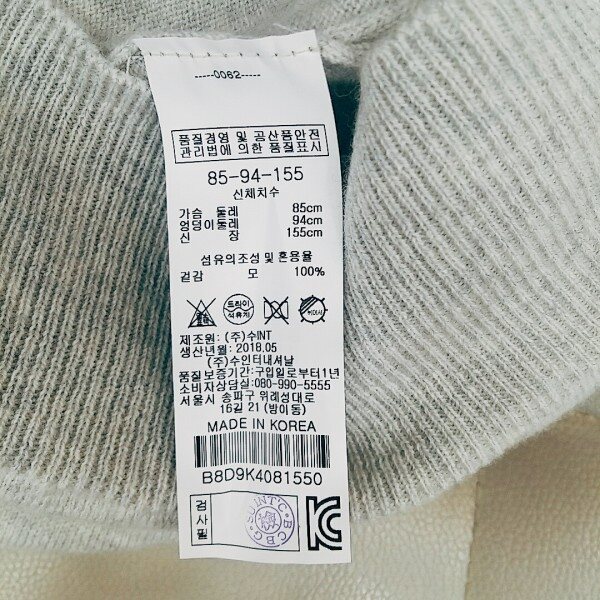 -----0062-----
품질경영 및 공산품안전
관리법에 의한 품질표시
85-94-155
신체치수
가슴 둘레 85cm
엉덩이둘레 94cm
신 장 155cm
섬유의조성 및 혼용율
겉감 모 100%
드라이
석유계
제조원: (주)수INT
생산년월: 2018.05
(주)수인터내셔날
품질보증기간:구입일로부터1년
소비자상담실:080-990-5555
서울시 송파구 위례성대로
16길 21 (방이동)
MADE IN KOREA
B8D9K4081550
검사필
SUINTC·BCBG·
KC